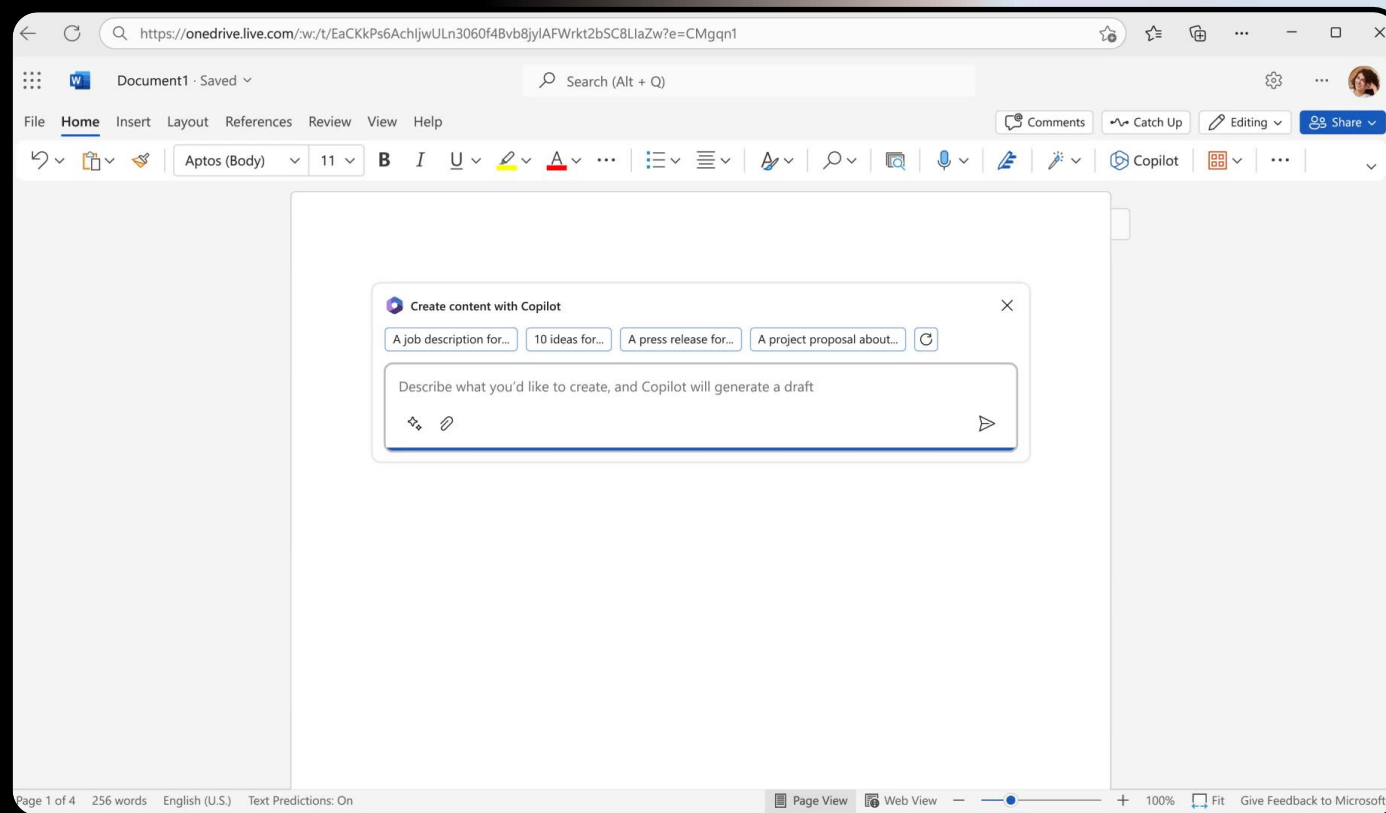 https://onedrive.live.com/:w:/t/EaCKkPs6AchIjwULn3060f4Bvb8jylAFWrkt2bSC8LIaZw?e=CMgqn1
W Document1 · Saved Search (Alt + Q)
File Home Insert Layout References Review View Help Comments Catch Up Editing Share
Aptos (Body) 11 B I U A A Copilot
Create content with Copilot
A job description for... 10 ideas for... A press release for... A project proposal about...
Describe what you'd like to create, and Copilot will generate a draft
Page 1 of 4 256 words English (U.S.) Text Predictions: On Page View Web View 100% Fit Give Feedback to Microsoft